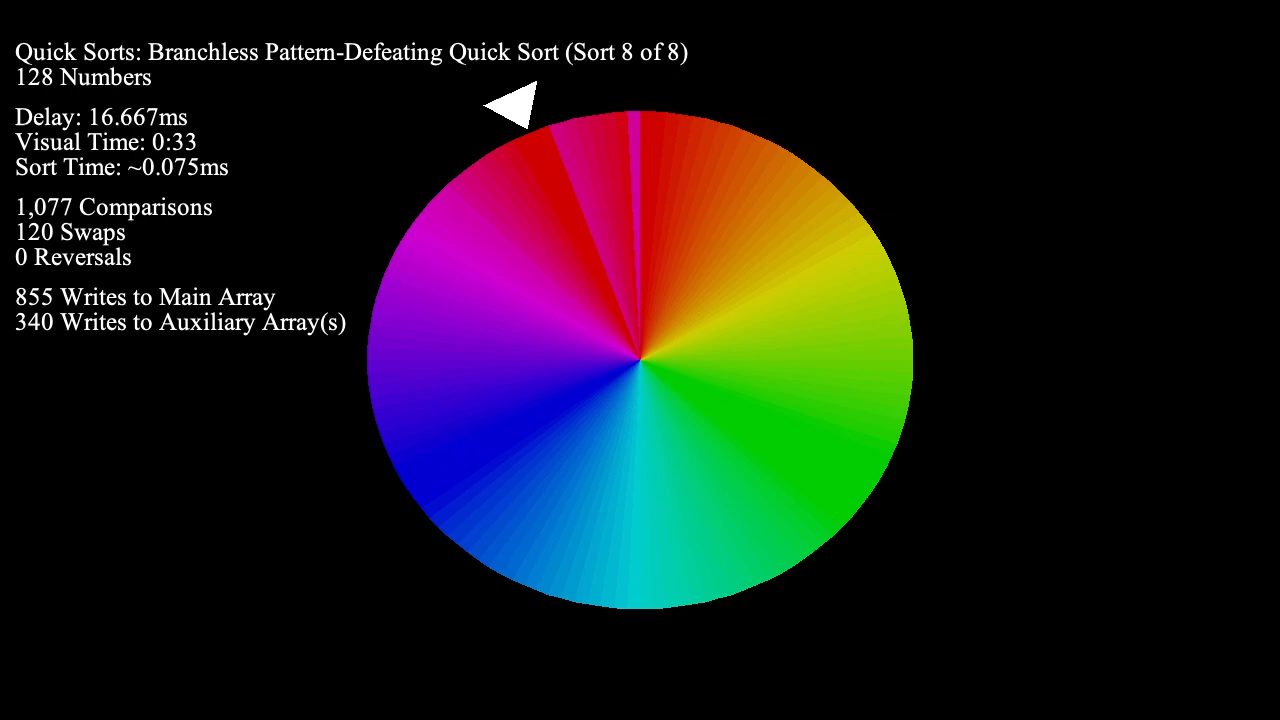 Quick Sorts: Branchless Pattern-Defeating Quick Sort (Sort 8 of 8)
128 Numbers
Delay: 16.667ms
Visual Time: 0:33
Sort Time: ~0.075ms
1,077 Comparisons
120 Swaps
0 Reversals
855 Writes to Main Array
340 Writes to Auxiliary Array(s)